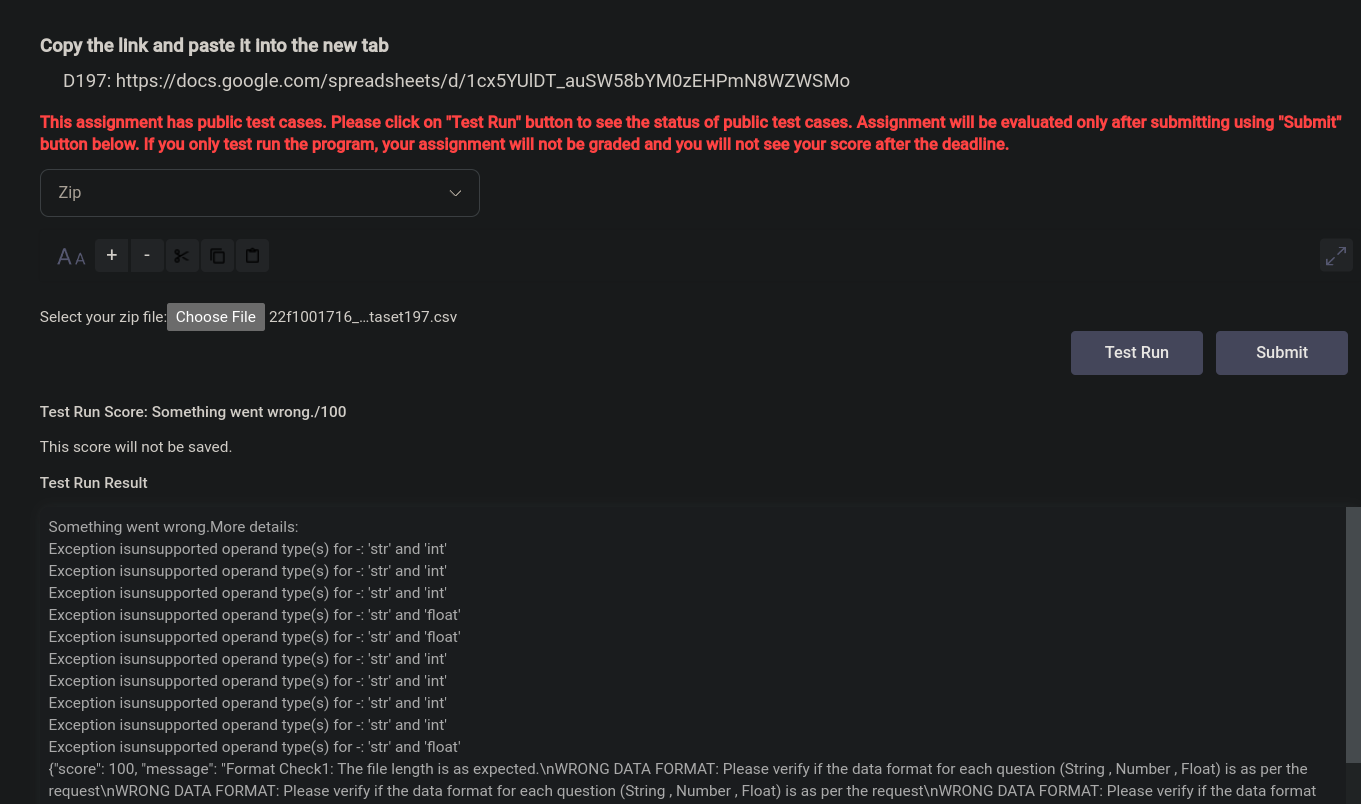 Copy the link and paste it into the new tab
D197: https://docs.google.com/spreadsheets/d/1cx5YUlDT_auSW58bYM0zEHPmN8WZWSMo
This assignment has public test cases. Please click on "Test Run" button to see the status of public test cases. Assignment will be evaluated only after submitting using "Submit"
button below. If you only test run the program, your assignment will not be graded and you will not see your score after the deadline.
Zip
A A + -
Select your zip file: Choose File 22f1001716_...taset197.csv
Test Run Submit
Test Run Score: Something went wrong./100
This score will not be saved.
Test Run Result
Something went wrong.More details:
Exception isunsupported operand type(s) for -: 'str' and 'int'
Exception isunsupported operand type(s) for -: 'str' and 'int'
Exception isunsupported operand type(s) for -: 'str' and 'int'
Exception isunsupported operand type(s) for -: 'str' and 'float'
Exception isunsupported operand type(s) for -: 'str' and 'float'
Exception isunsupported operand type(s) for -: 'str' and 'int'
Exception isunsupported operand type(s) for -: 'str' and 'int'
Exception isunsupported operand type(s) for -: 'str' and 'int'
Exception isunsupported operand type(s) for -: 'str' and 'int'
Exception isunsupported operand type(s) for -: 'str' and 'float'
{"score": 100, "message": "Format Check1: The file length is as expected.\nWRONG DATA FORMAT: Please verify if the data format for each question (String , Number , Float) is as per the
request\nWRONG DATA FORMAT: Please verify if the data format for each question (String , Number , Float) is as per the request\nWRONG DATA FORMAT: Please verify if the data format